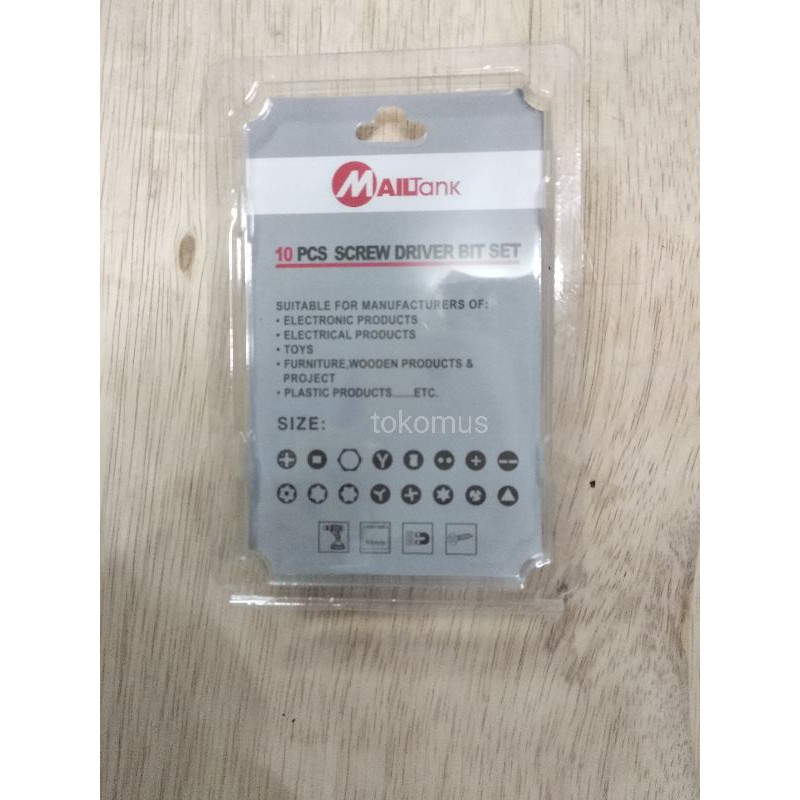 MAILTANK
10 PCS SCREW DRIVER BIT SET
SUITABLE FOR MANUFACTURERS OF:
• ELECTRONIC PRODUCTS
• ELECTRICAL PRODUCTS
• TOYS
• FURNITURE,WOODEN PRODUCTS &
PROJECT
• PLASTIC PRODUCTS......ETC.
SIZE:
tokomus